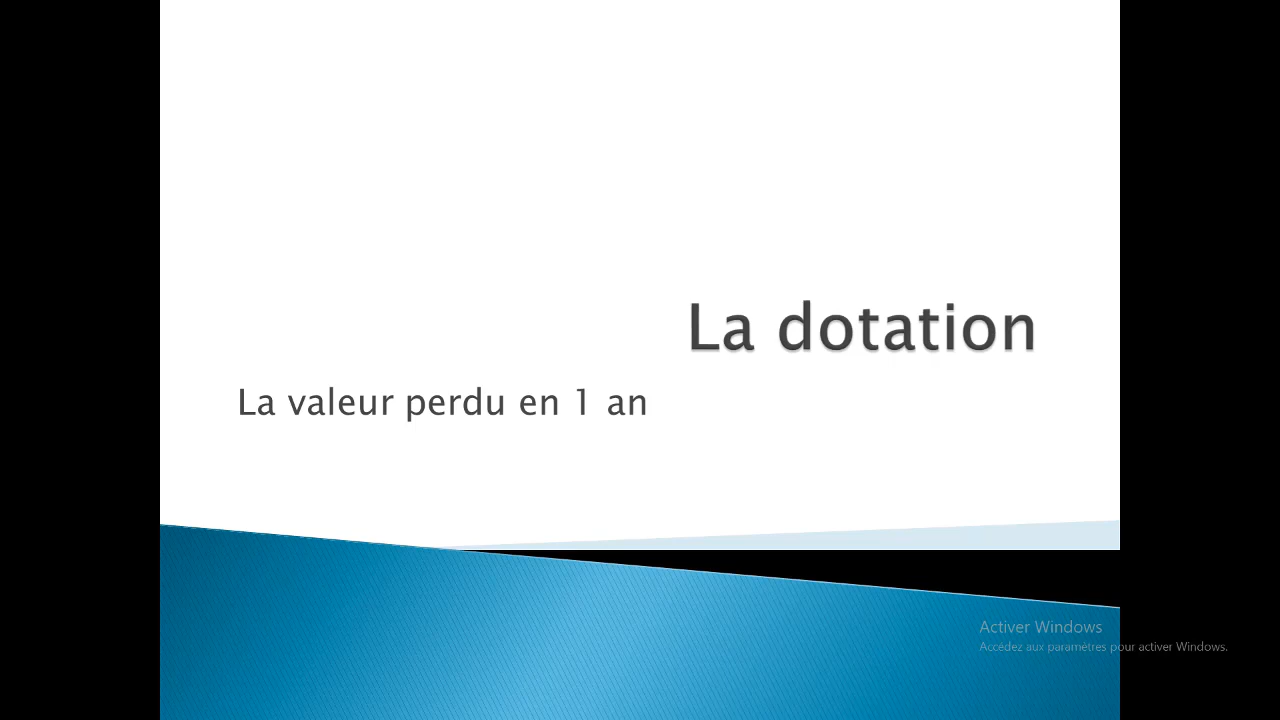 La dotation
La valeur perdu en 1 an
Activer Windows
Accédez aux paramètres pour activer Windows.